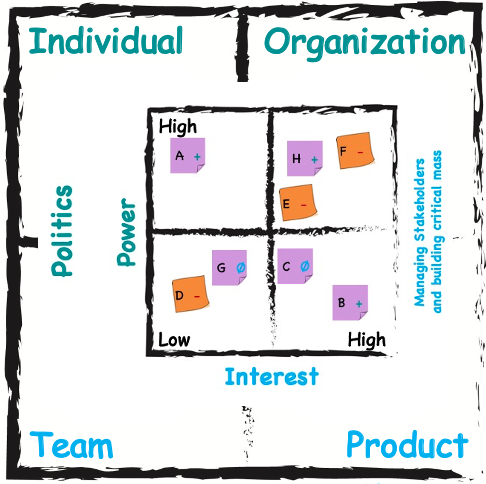 Individual
Organization
High
A +
H +
F -
E -
Politics
Power
Managing Stakeholders
and building critical mass
G Ø
C Ø
D -
B +
Low
High
Interest
Team
Product